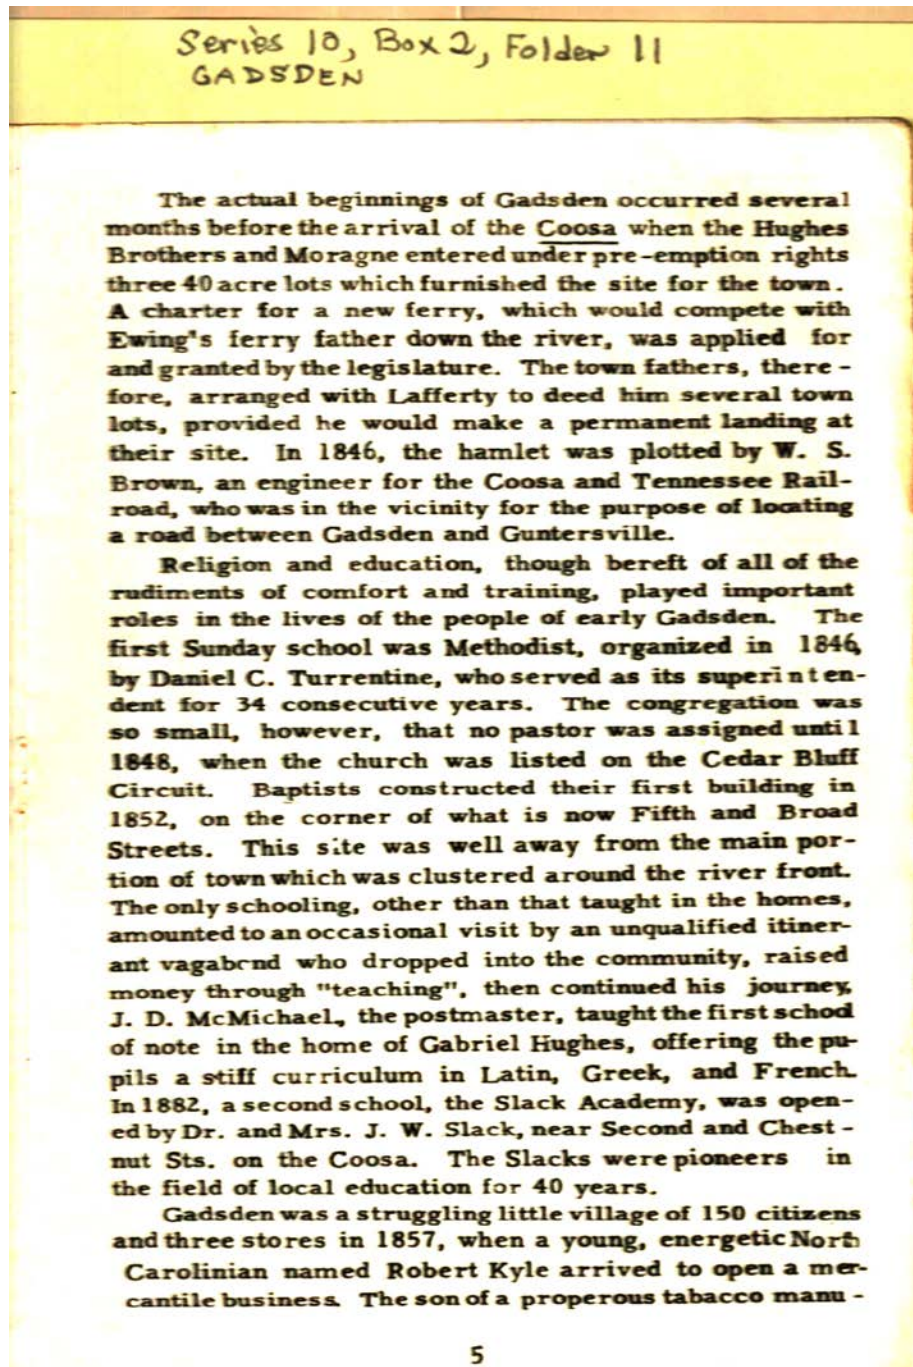 Series 10, Box 2, Folder 11
GADSDEN
The actual beginnings of Gadsden occurred several
months before the arrival of the Coosa when the Hughes
Brothers and Moragne entered under pre-emption rights
three 40 acre lots which furnished the site for the town.
A charter for a new ferry, which would compete with
Ewing's ferry father down the river, was applied for
and granted by the legislature. The town fathers, there-
fore, arranged with Lafferty to deed him several town
lots, provided he would make a permanent landing at
their site. In 1846, the hamlet was plotted by W. S.
Brown, an engineer for the Coosa and Tennessee Rail-
road, who was in the vicinity for the purpose of locating
a road between Gadsden and Guntersville.
Religion and education, though bereft of all of the
rudiments of comfort and training, played important
roles in the lives of the people of early Gadsden. The
first Sunday school was Methodist, organized in 1846,
by Daniel C. Turrentine, who served as its superinten-
dent for 34 consecutive years. The congregation was
so small, however, that no pastor was assigned until
1848, when the church was listed on the Cedar Bluff
Circuit. Baptists constructed their first building in
1852, on the corner of what is now Fifth and Broad
Streets. This site was well away from the main por-
tion of town which was clustered around the river front.
The only schooling, other than that taught in the homes,
amounted to an occasional visit by an unqualified itiner-
ant vagabond who dropped into the community, raised
money through "teaching", then continued his journey.
J. D. McMichael, the postmaster, taught the first school
of note in the home of Gabriel Hughes, offering the pu-
pils a stiff curriculum in Latin, Greek, and French.
In 1882, a second school, the Slack Academy, was open-
ed by Dr. and Mrs. J. W. Slack, near Second and Chest-
nut Sts. on the Coosa. The Slacks were pioneers in
the field of local education for 40 years.
Gadsden was a struggling little village of 150 citizens
and three stores in 1857, when a young, energetic North
Carolinian named Robert Kyle arrived to open a mer-
cantile business. The son of a properous tabacco manu-
5